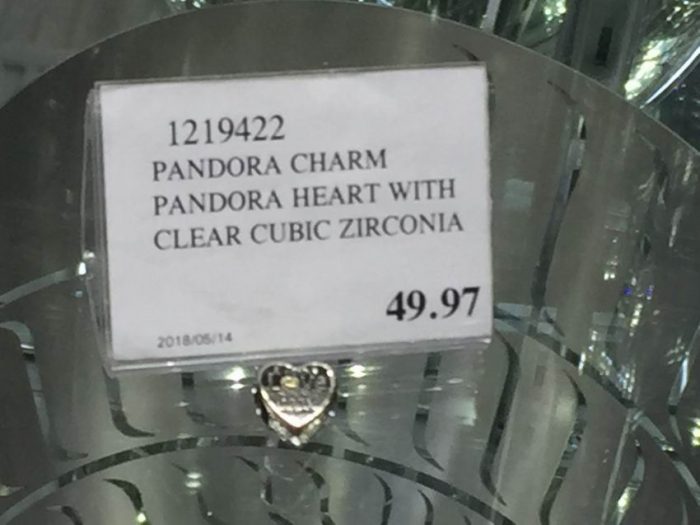 1219422
PANDORA CHARM
PANDORA HEART WITH
CLEAR CUBIC ZIRCONIA
49.97
2018/05/14